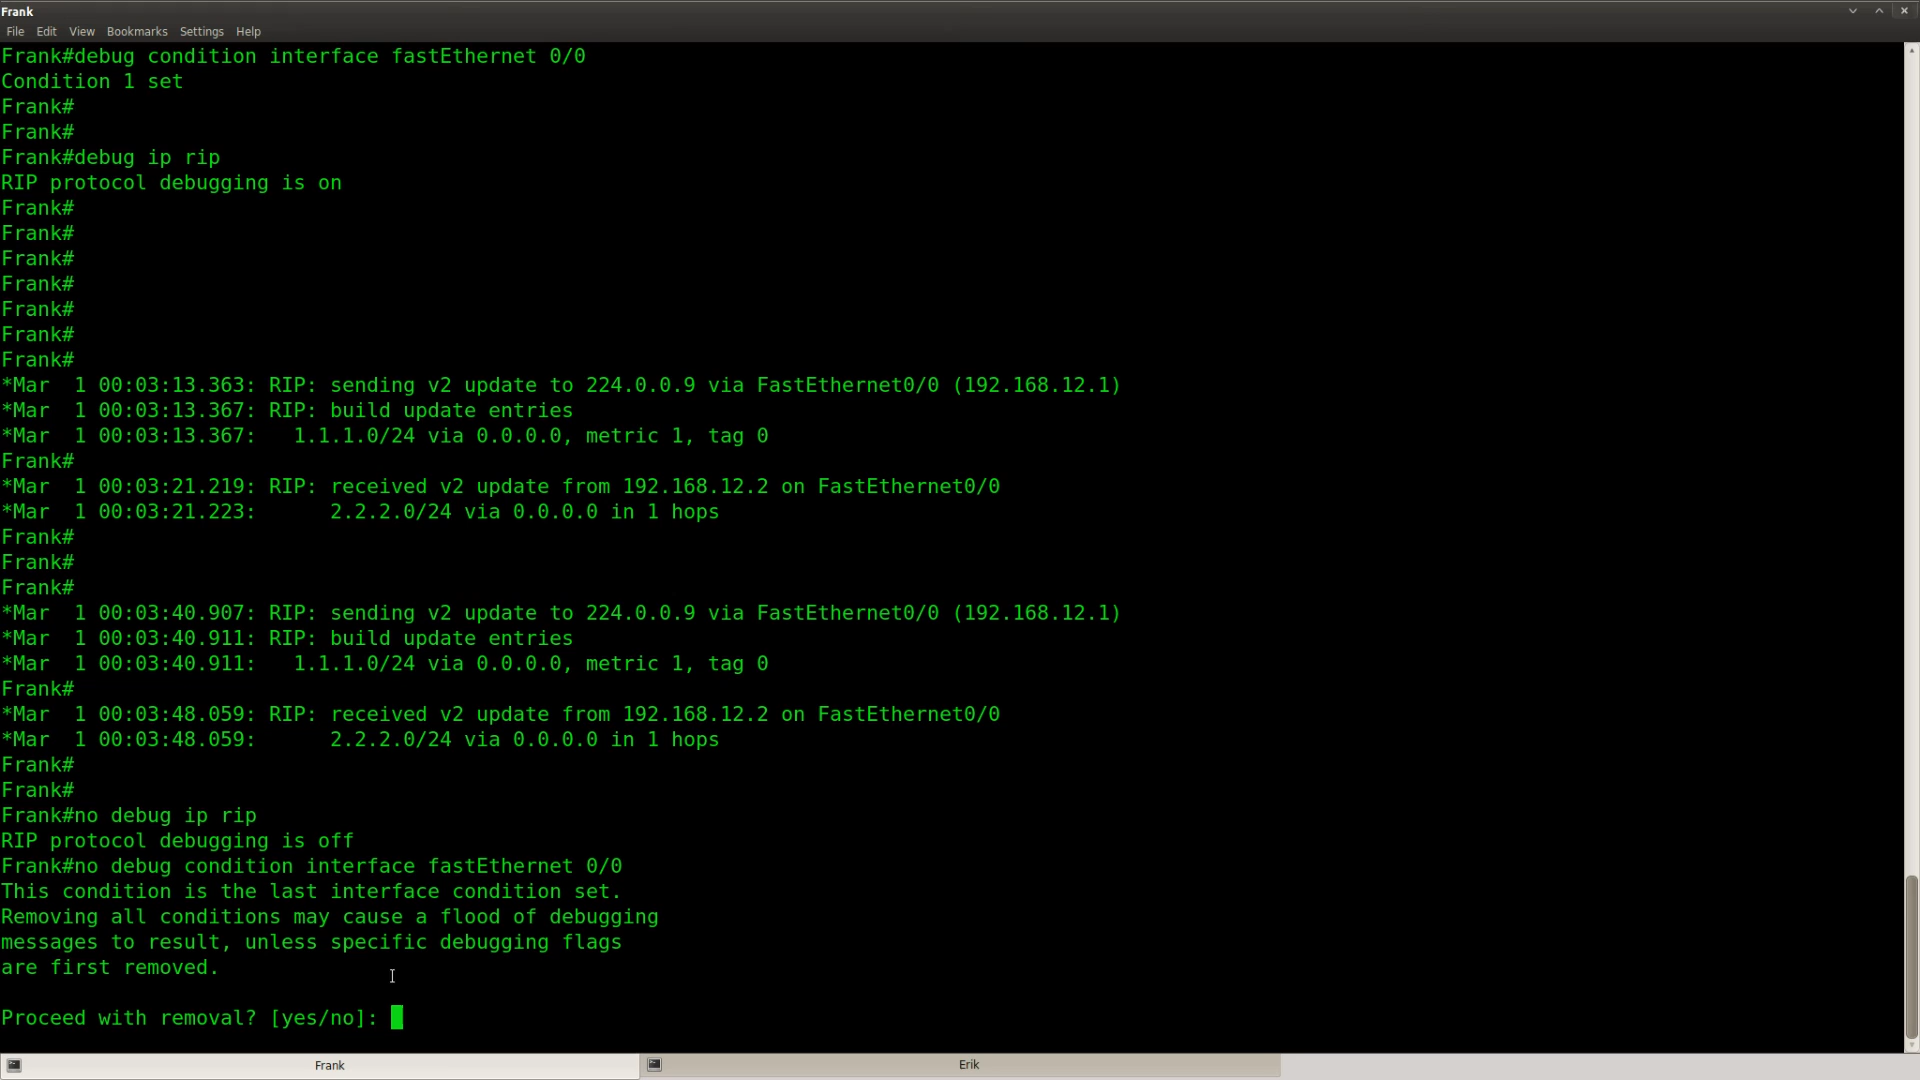 Frank
File Edit View Bookmarks Settings Help
Frank#debug condition interface fastEthernet 0/0
Condition 1 set
Frank#
Frank#
Frank#debug ip rip
RIP protocol debugging is on
Frank#
Frank#
Frank#
Frank#
Frank#
Frank#
Frank#
*Mar  1 00:03:13.363: RIP: sending v2 update to 224.0.0.9 via FastEthernet0/0 (192.168.12.1)
*Mar  1 00:03:13.367: RIP: build update entries
*Mar  1 00:03:13.367:   1.1.1.0/24 via 0.0.0.0, metric 1, tag 0
Frank#
*Mar  1 00:03:21.219: RIP: received v2 update from 192.168.12.2 on FastEthernet0/0
*Mar  1 00:03:21.223:      2.2.2.0/24 via 0.0.0.0 in 1 hops
Frank#
Frank#
Frank#
*Mar  1 00:03:40.907: RIP: sending v2 update to 224.0.0.9 via FastEthernet0/0 (192.168.12.1)
*Mar  1 00:03:40.911: RIP: build update entries
*Mar  1 00:03:40.911:   1.1.1.0/24 via 0.0.0.0, metric 1, tag 0
Frank#
*Mar  1 00:03:48.059: RIP: received v2 update from 192.168.12.2 on FastEthernet0/0
*Mar  1 00:03:48.059:      2.2.2.0/24 via 0.0.0.0 in 1 hops
Frank#
Frank#
Frank#no debug ip rip
RIP protocol debugging is off
Frank#no debug condition interface fastEthernet 0/0
This condition is the last interface condition set.
Removing all conditions may cause a flood of debugging
messages to result, unless specific debugging flags
are first removed.
Proceed with removal? [yes/no]:
Frank Erik